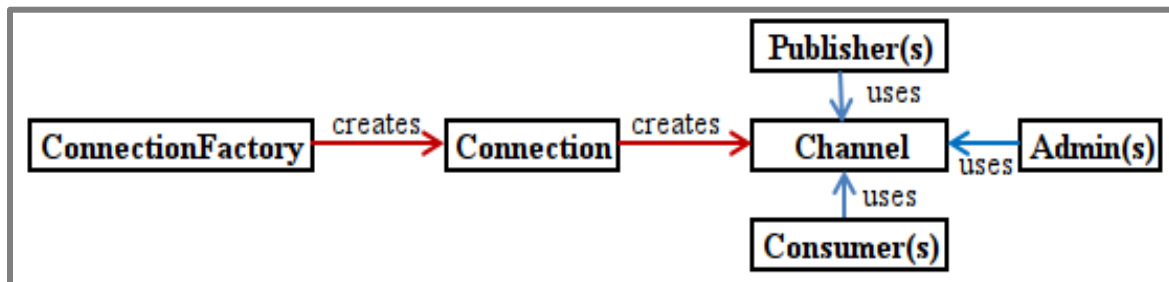 Publisher(s)
uses
creates
creates
ConnectionFactory
Connection
Channel
Admin(s)
uses
uses
Consumer(s)